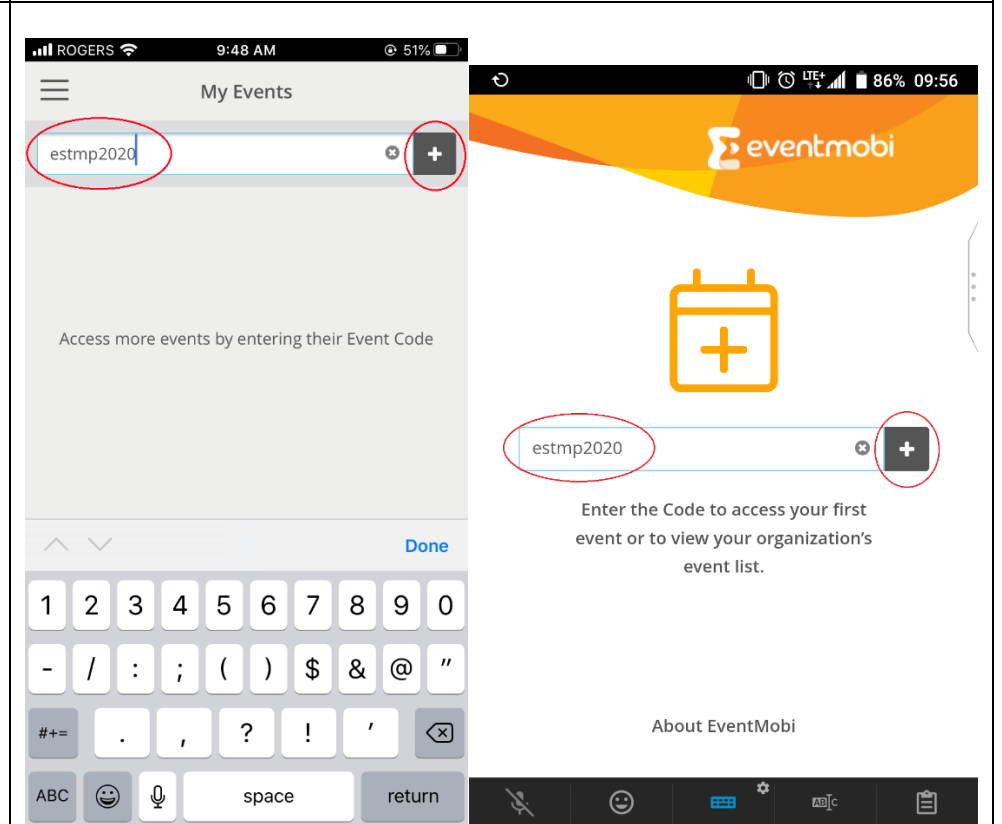 ROGERS 9:48 AM 51%
My Events
estmp2020 +
Access more events by entering their Event Code
Done
1 2 3 4 5 6 7 8 9 0
- / : ; ( ) $ & @ "
#+= . , ? ! '
ABC space return
LTE+ 86% 09:56
eventmobi
estmp2020 +
Enter the Code to access your first
event or to view your organization's
event list.
About EventMobi
AB C